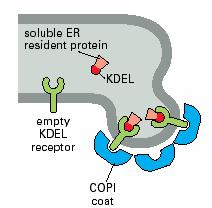 soluble ER
resident protein
KDEL
empty
KDEL
receptor
COPI
coat